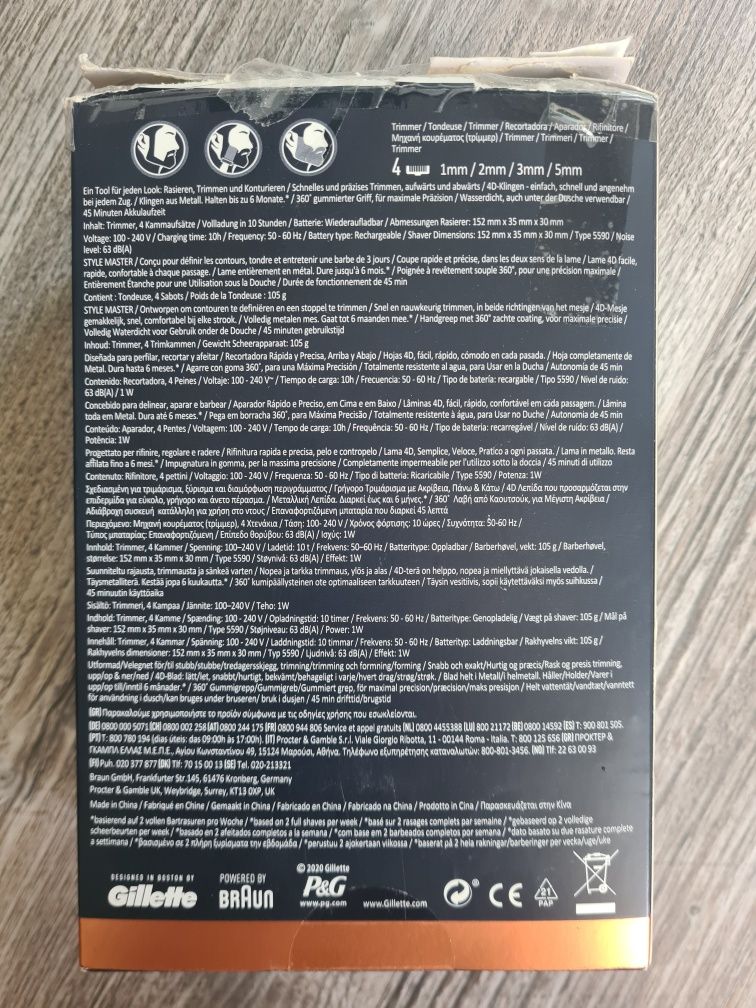 Trimmer / Tondeuse / Trimmer / Recortadora / Aparador / Rifinitore /
Μηχανή κουρέματος (τρίμμερ) / Trimmer / Trimmeri / Trimmer /
Trimmer
4 1mm / 2mm / 3mm / 5mm
Ein Tool für jeden Look: Rasieren, Trimmen und Konturieren / Schnelles und präzises Trimmen, aufwärts und abwärts / 4D-Klingen - einfach, schnell und angenehm
bei jedem Zug. / Klingen aus Metall. Halten bis zu 6 Monate.* / 360° gummierter Griff, für maximale Präzision / Wasserdicht, auch unter der Dusche verwendbar /
45 Minuten Akkulaufzeit
Inhalt: Trimmer, 4 Kammaufsätze / Vollladung in 10 Stunden / Batterie: Wiederaufladbar / Abmessungen Rasierer: 152 mm x 35 mm x 30 mm
Voltage: 100 - 240 V / Charging time: 10h / Frequency: 50 - 60 Hz / Battery type: Rechargeable / Shaver Dimensions: 152 mm x 35 mm x 30 mm / Type 5590 / Noise
level: 63 dB(A)
STYLE MASTER / Conçu pour définir les contours, tondre et entretenir une barbe de 3 jours / Coupe rapide et précise, dans les deux sens de la lame / Lame 4D facile,
rapide, confortable à chaque passage. / Lame entièrement en métal. Dure jusqu'à 6 mois.* / Poignée à revêtement souple 360°, pour une précision maximale /
Entièrement Étanche pour une Utilisation sous la Douche / Durée de fonctionnement de 45 min
Contient : Tondeuse, 4 Sabots / Poids de la Tondeuse : 105 g
STYLE MASTER / Ontworpen om contouren te definiëren en een stoppel te trimmen / Snel en nauwkeurig trimmen, in beide richtingen van het mesje / 4D-Mesje
gemakkelijk, snel, comfortabel bij elke strook. / Volledig metalen mes. Gaat tot 6 maanden mee.* / Handgreep met 360° zachte coating, voor maximale precisie /
Volledig Waterdicht voor Gebruik onder de Douche / 45 minuten gebruikstijd
Inhoud: Trimmer, 4 Trimkammen / Gewicht Scheerapparaat: 105 g
Diseñada para perfilar, recortar y afeitar / Recortadora Rápida y Precisa, Arriba y Abajo / Hojas 4D, fácil, rápido, cómodo en cada pasada. / Hoja completamente de
Metal. Dura hasta 6 meses.* / Agarre con goma 360°, para una Máxima Precisión / Totalmente resistente al agua, para usar en la Ducha / Autonomía de 45 min
Contenido: Recortadora, 4 Peines / Voltaje: 100 - 240 V~ / Tiempo de carga: 10h / Frecuencia: 50 - 60 Hz / Tipo de batería: recargable / Tipo 5590 / Nivel de ruido:
63 dB(A) / 1 W
Concebido para delinear, aparar e barbear / Aparador Rápido e Preciso, em Cima e em Baixo / Lâminas 4D, fácil, rápido, confortável em cada passagem. / Lâmina
toda em Metal. Dura até 6 meses.* / Pega em borracha 360°, para Máxima Precisão / Totalmente resistente à água, para Usar no Duche / Autonomia de 45 min
Conteúdo: Aparador, 4 Pentes / Voltagem: 100 - 240 V / Tempo de carga: 10h / Frequência: 50 - 60 Hz / Tipo de bateria: recarregável / Nível de ruído: 63 dB(A) /
Potência: 1W
Progettato per rifinire, regolare e radere / Rifinitura rapida e precisa, pelo e contropelo / Lama 4D, Semplice, Veloce, Pratico a ogni passata. / Lama in metallo. Resta
affilata fino a 6 mesi.* / Impugnatura in gomma, per la massima precisione / Completamente impermeabile per l'utilizzo sotto la doccia / 45 minuti di utilizzo
Contenuto: Rifinitore, 4 pettini / Voltaggio: 100 - 240 V / Frequenza: 50 - 60 Hz / Tipo di Batteria: Ricaricabile / Type 5590 / Potenza: 1W
Σχεδιασμένη για τριμάρισμα, ξύρισμα και διαμόρφωση περιγράμματος / Γρήγορο Τριμάρισμα με Ακρίβεια, Πάνω & Κάτω / 4D Λεπίδα που προσαρμόζεται στην
επιδερμίδα για εύκολο, γρήγορο και άνετο πέρασμα. / Μεταλλική Λεπίδα. Διαρκεί έως και 6 μήνες.* / 360° Λαβή από Καουτσούκ, για Μέγιστη Ακρίβεια /
Αδιάβροχη συσκευή κατάλληλη για χρήση στο ντους / Επαναφορτιζόμενη μπαταρία που διαρκεί 45 λεπτά
Περιεχόμενο: Μηχανή κουρέματος (τρίμμερ), 4 Χτενάκια / Τάση: 100- 240 V / Χρόνος φόρτισης: 10 ώρες / Συχνότητα: 50-60 Hz /
Τύπος μπαταρίας: Επαναφορτιζόμενη / Επίπεδο θορύβου: 63 dB(A) / Ισχύς: 1W
Innhold: Trimmer, 4 Kammer / Spenning: 100–240 V / Ladetid: 10 t / Frekvens: 50–60 Hz / Batteritype: Oppladbar / Barberhøvel, vekt: 105 g / Barberhøvel,
størrelse: 152 mm x 35 mm x 30 mm / Type 5590 / Støynivå: 63 dB(A) / Effekt: 1W
Suunniteltu rajausta, trimmausta ja sänkeä varten / Nopea ja tarkka trimmaus, ylös ja alas / 4D-terä on helppo, nopea ja miellyttävä jokaisella vedolla. /
Täysmetalliterä. Kestää jopa 6 kuukautta.* / 360° kumipäällysteinen ote optimaaliseen tarkkuuteen / Täysin vesitiivis, sopii käytettäväksi myös suihkussa /
45 minuutin käyttöaika
Sisältö: Trimmeri, 4 Kampaa / Jännite: 100–240 V / Teho: 1W
Indhold: Trimmer, 4 Kamme / Spænding: 100 - 240 V / Opladningstid: 10 timer / Frekvens: 50 - 60 Hz / Batteritype: Genopladelig / Vægt på shaver: 105 g / Mål på
shaver: 152 mm x 35 mm x 30 mm / Type 5590 / Støjniveau: 63 dB(A) / Power: 1W
Innehåll: Trimmer, 4 Kammar / Spänning: 100 - 240 V / Laddningstid: 10 timmar / Frekvens: 50 - 60 Hz / Batterityp: Laddningsbar / Rakhyvelns vikt: 105 g /
Rakhyvelns dimensioner: 152 mm x 35 mm x 30 mm / Typ 5590 / Ljudnivå: 63 dB(A) / Effekt: 1W
Utformad/Velegnet før/til stubb/stubbe/tredagersskjegg, trimning/trimming och formning/forming / Snabb och exakt/Hurtig og præcis/Rask og presis trimming,
upp/op & ner/ned / 4D-Blad: lätt/let, snabbt/hurtigt, bekvämt/behageligt i varje/hvert drag/strøg/strøk. / Blad helt i Metall/i helmetall. Håller/Holder/Varer i
upp/op till/inntil 6 månader.* / 360° Gummigrepp/Gummigreb/Gummiert grep, för maximal precision/præcision/maks presisjon / Helt vattentät/vandtæt/vanntett
för användning i dusch/kan bruges under bruseren/ bruk i dusjen / 45 min drifttid/brugstid
(GR) Παρακαλούμε χρησιμοποιήστε το προϊόν σύμφωνα με τις οδηγίες χρήσης που εσωκλείονται.
(DE) 0800 000 5071 (CH) 0800 002 258 (AT) 0800 244 175 (FR) 0800 944 806 Service et appel gratuits (NL) 0800 4455388 (LU) 800 21172 (BE) 0800 14592 (ES) T: 900 801 505.
(PT) T: 800 780 194 (dias úteis: das 09:00h às 17:00h). (IT) Procter & Gamble S.r.l. Viale Giorgio Ribotta, 11 - 00144 Roma - Italia. T: 800 125 656 (GR) ΠΡΟΚΤΕΡ &
ΓΚΑΜΠΛ ΕΛΛΑΣ Μ.Ε.Π.Ε., Αγίου Κωνσταντίνου 49, 15124 Μαρούσι, Αθήνα. Τηλέφωνο εξυπηρέτησης καταναλωτών: 800-801-3456. (NO) Tlf: 22 63 00 93
(FI) Puh. 020 377 877 (DK) Tlf: 70 15 00 13 (SE) Tel. 020-213321
Braun GmbH, Frankfurter Str.145, 61476 Kronberg, Germany
Procter & Gamble UK, Weybridge, Surrey, KT13 0XP, UK
Made in China / Fabriqué en Chine / Gemaakt in China / Fabricado en China / Fabricado na China / Prodotto in Cina / Παρασκευάζεται στην Κίνα
*basierend auf 2 vollen Bartrasuren pro Woche / *based on 2 full shaves per week / *basé sur 2 rasages complets par semaine / *gebaseerd op 2 volledige
scheerbeurten per week / *basado en 2 afeitados completos a la semana / *com base em 2 barbeados completos por semana / *dato basato su due rasature complete
a settimana / *βασισμένο σε 2 πλήρη ξυρίσματα την εβδομάδα / *perustuu 2 ajokertaan viikossa / *baserat på 2 hela rakningar/barberinger per vecka/uge/uke
DESIGNED IN BOSTON BY
Gillette
POWERED BY
BRAUN
© 2020 Gillette
P&G
www.pg.com
www.Gillette.com
CE
21
PAP